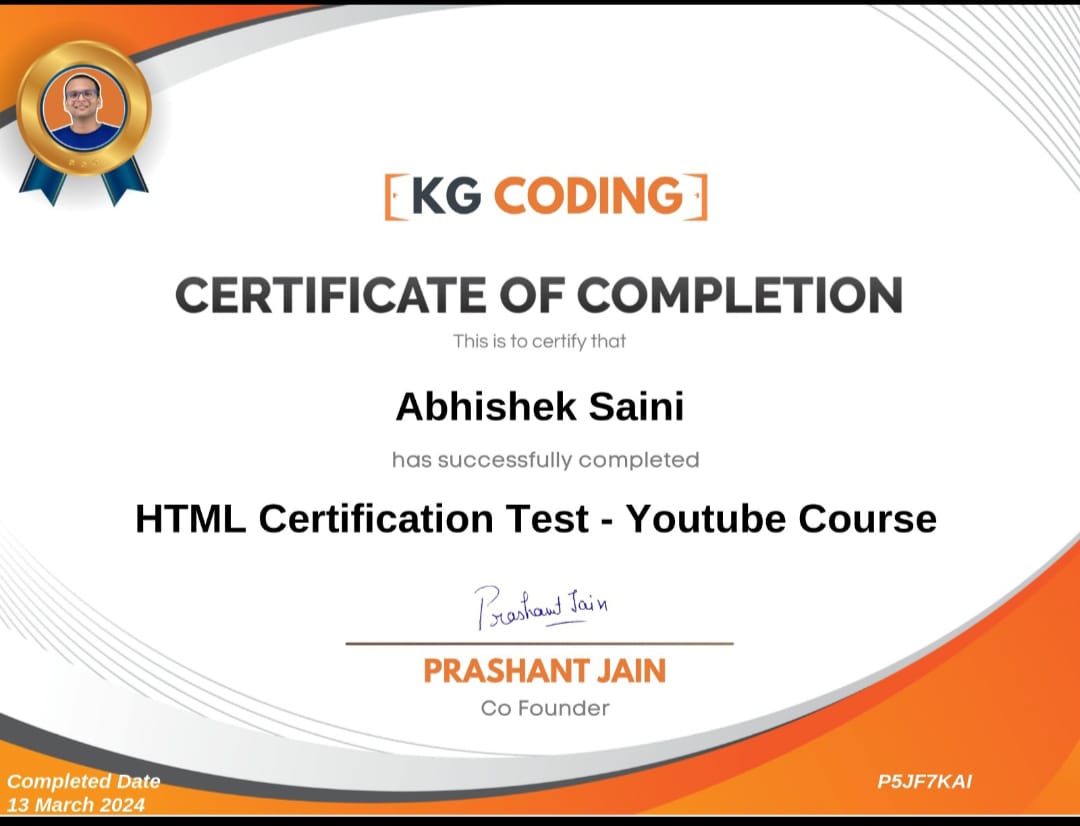 [KG CODING]
CERTIFICATE OF COMPLETION
This is to certify that
Abhishek Saini
has successfully completed
HTML Certification Test - Youtube Course
Prashant Jain
PRASHANT JAIN
Co Founder
Completed Date
13 March 2024
P5JF7KAI